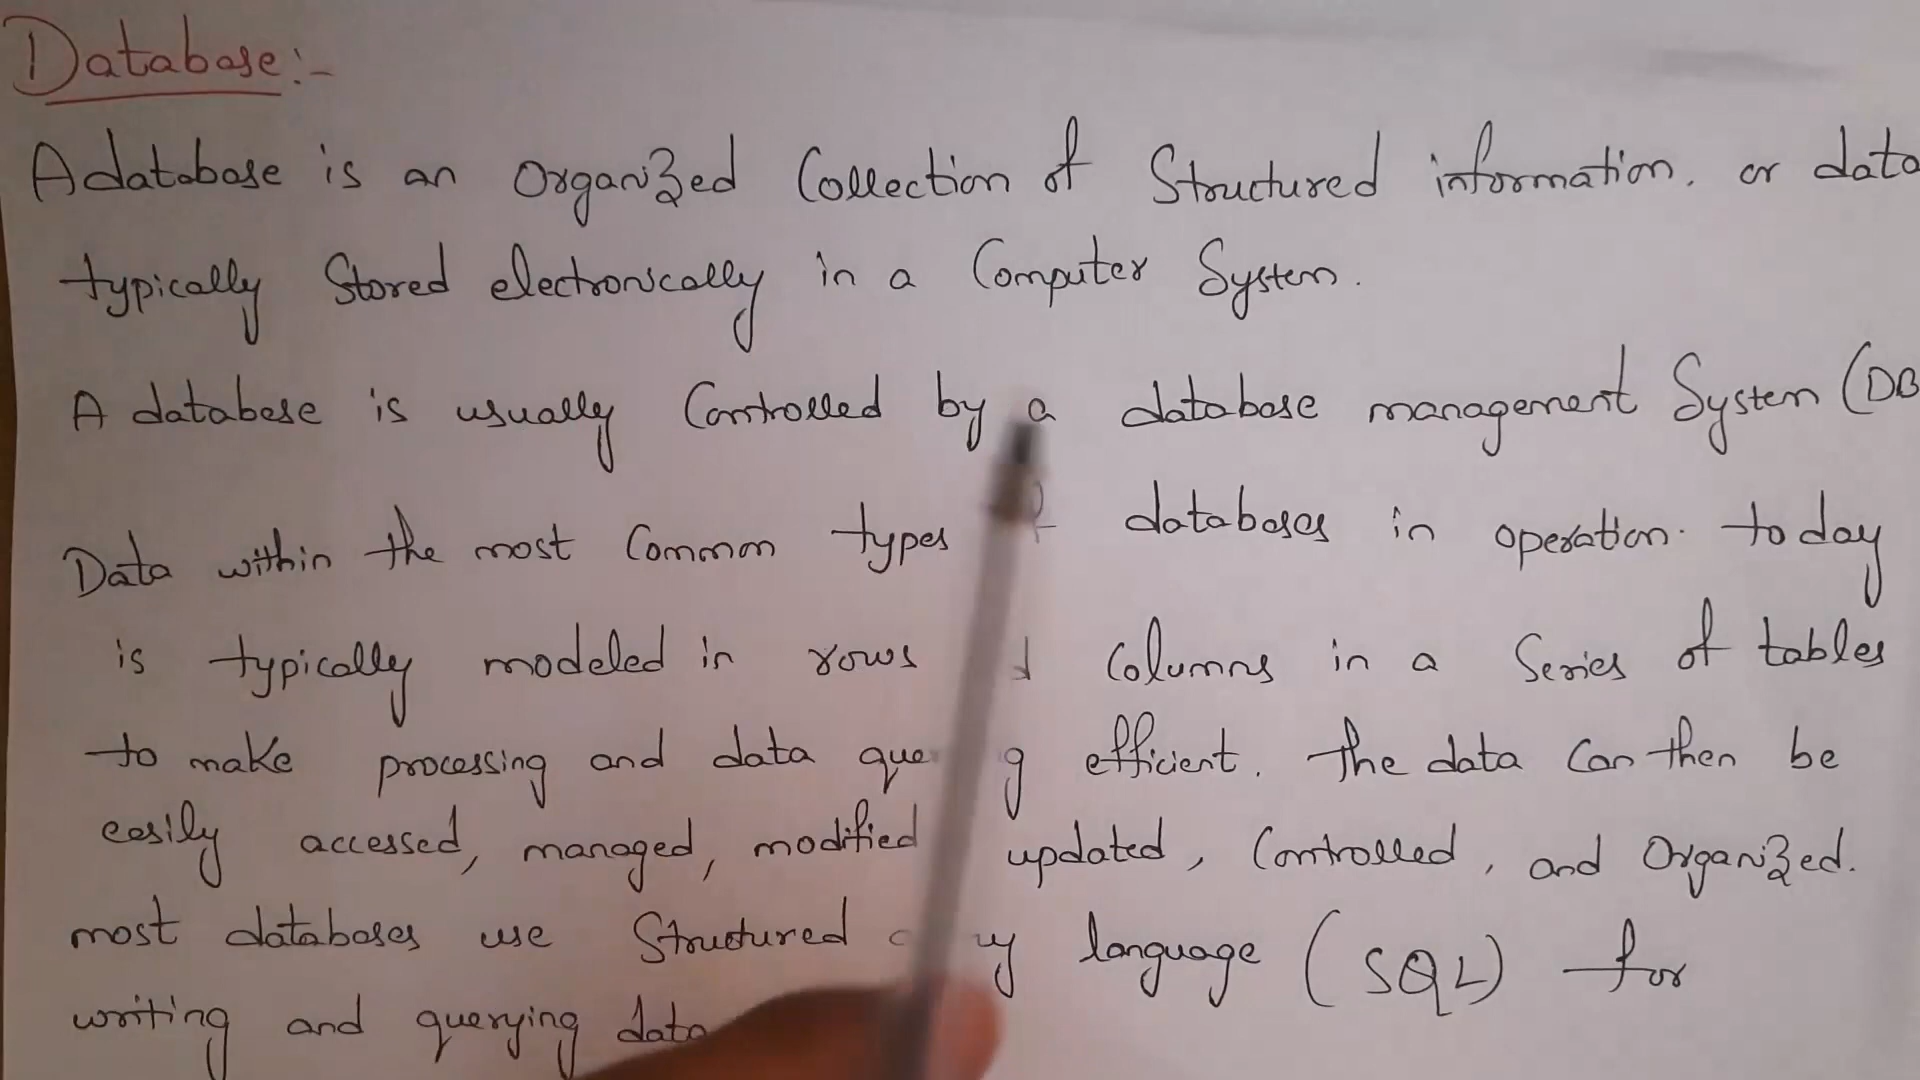 Database:-
A database is an Organized Collection of Structured information. or data
typically Stored electronically in a Computer System.
A database is usually Controlled by a database management System (DB
Data within the most Common types databases in operation. today
is typically modeled in rows Columns in a Series of tables
to make processing and data efficient. the data Can then be
easily accessed, managed, modified updated, Controlled, and Organized.
most databases use Structured language (SQL) for
writing and querying data